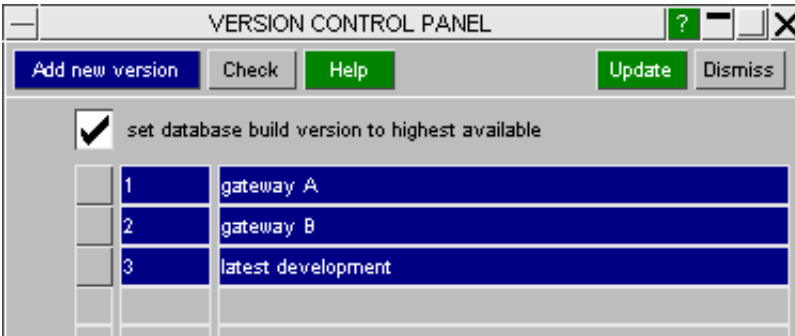 VERSION CONTROL PANEL ?
Add new version Check Help Update Dismiss
set database build version to highest available
1 gateway A
2 gateway B
3 latest development